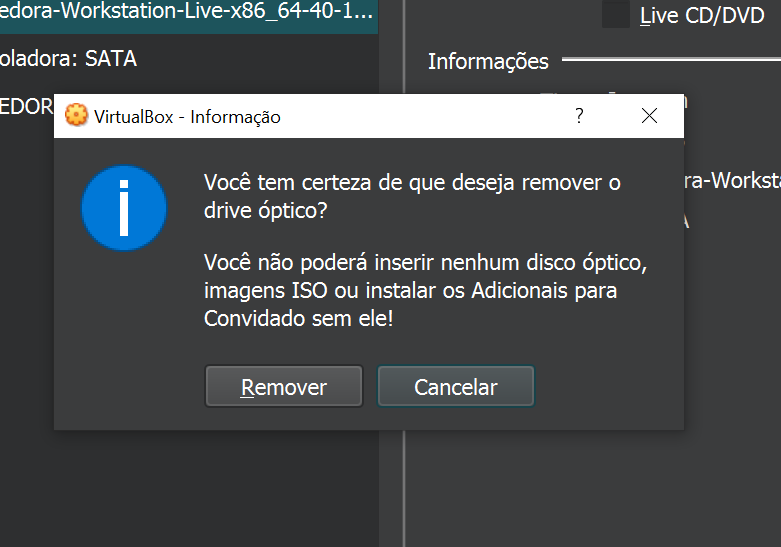 edora-Workstation-Live-x86_64-40-1...
Live CD/DVD
oladora: SATA
Informações
EDOR
VirtualBox - Informação
?
ra-Worksta
Você tem certeza de que deseja remover o
drive óptico?
Você não poderá inserir nenhum disco óptico,
imagens ISO ou instalar os Adicionais para
Convidado sem ele!
Remover
Cancelar